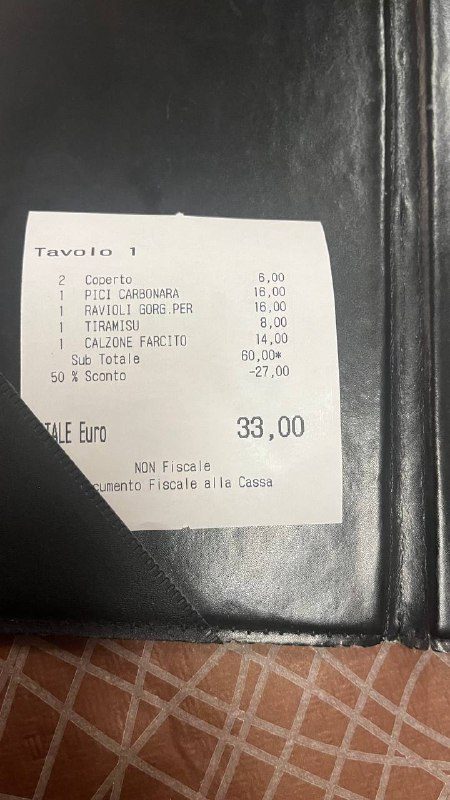 Tavolo 1
2 Coperto 6,00
1 PICI CARBONARA 16,00
1 RAVIOLI GORG.PER 16,00
1 TIRAMISU 8,00
1 CALZONE FARCITO 14,00
Sub Totale 60,00*
50 % Sconto -27,00
TALE Euro 33,00
NON Fiscale
cumento Fiscale alla Cassa